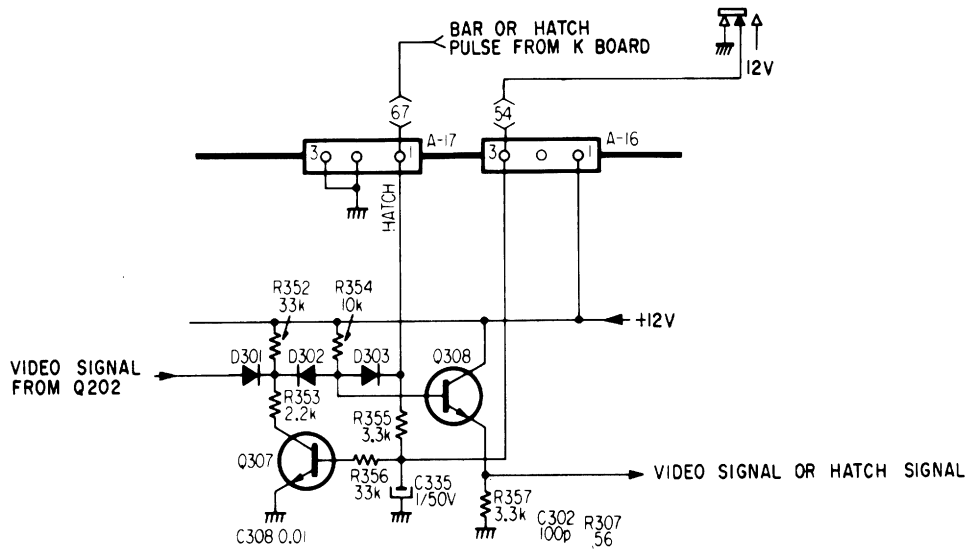 BAR OR HATCH
PULSE FROM K BOARD
12V
67
54
3
1
A-17
3
1
A-16
HATCH
R352
33k
R354
10k
+12V
VIDEO SIGNAL
FROM Q202
D301
D302
D303
Q308
R353
2.2k
R355
3.3k
Q307
R356
33k
C335
1/50V
VIDEO SIGNAL OR HATCH SIGNAL
R357
3.3k
C302
100p
R307
56
C308 0.01